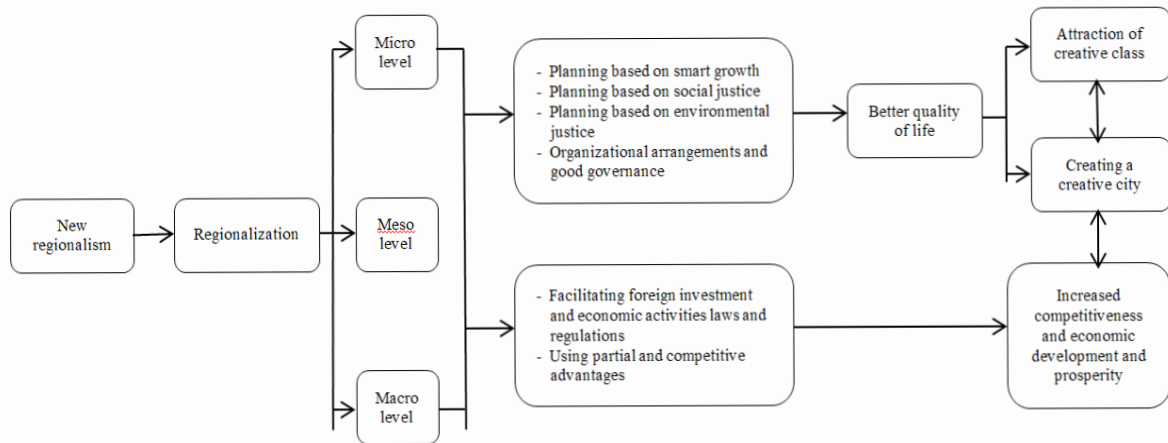 New
regionalism
Regionalization
Micro
level
Meso
level
Macro
level
- Planning based on smart growth
- Planning based on social justice
- Planning based on environmental
justice
- Organizational arrangements and
good governance
- Facilitating foreign investment
and economic activities laws and
regulations
- Using partial and competitive
advantages
Better quality
of life
Attraction of
creative class
Creating a
creative city
Increased
competitiveness
and economic
development and
prosperity